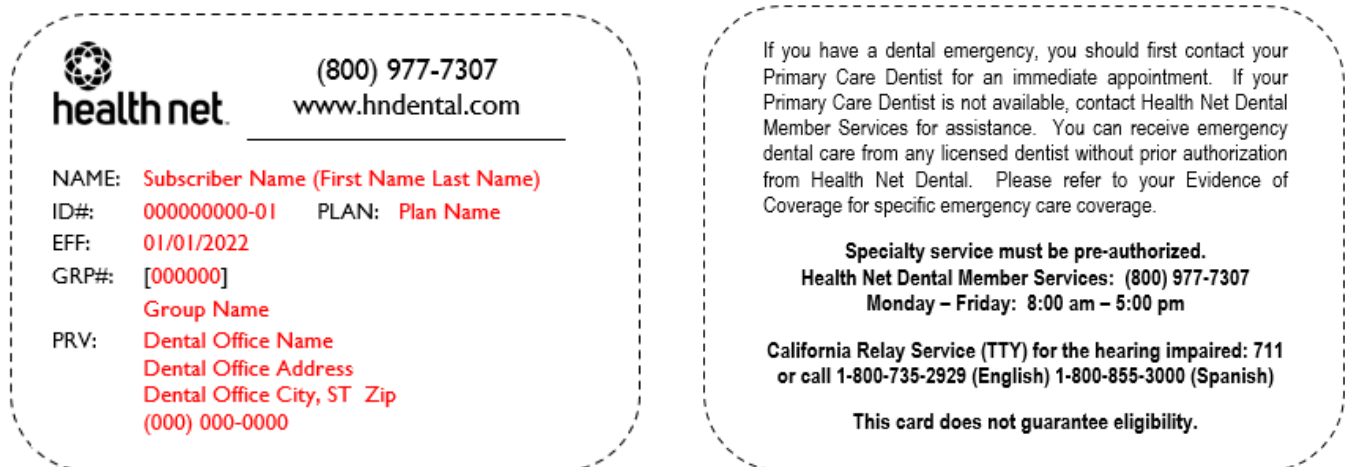 health net.
(800) 977-7307
www.hndental.com
NAME: Subscriber Name (First Name Last Name)
ID#: 000000000-01 PLAN: Plan Name
EFF: 01/01/2022
GRP#: [000000]
Group Name
PRV: Dental Office Name
Dental Office Address
Dental Office City, ST Zip
(000) 000-0000
If you have a dental emergency, you should first contact your
Primary Care Dentist for an immediate appointment. If your
Primary Care Dentist is not available, contact Health Net Dental
Member Services for assistance. You can receive emergency
dental care from any licensed dentist without prior authorization
from Health Net Dental. Please refer to your Evidence of
Coverage for specific emergency care coverage.
Specialty service must be pre-authorized.
Health Net Dental Member Services: (800) 977-7307
Monday – Friday: 8:00 am – 5:00 pm
California Relay Service (TTY) for the hearing impaired: 711
or call 1-800-735-2929 (English) 1-800-855-3000 (Spanish)
This card does not guarantee eligibility.